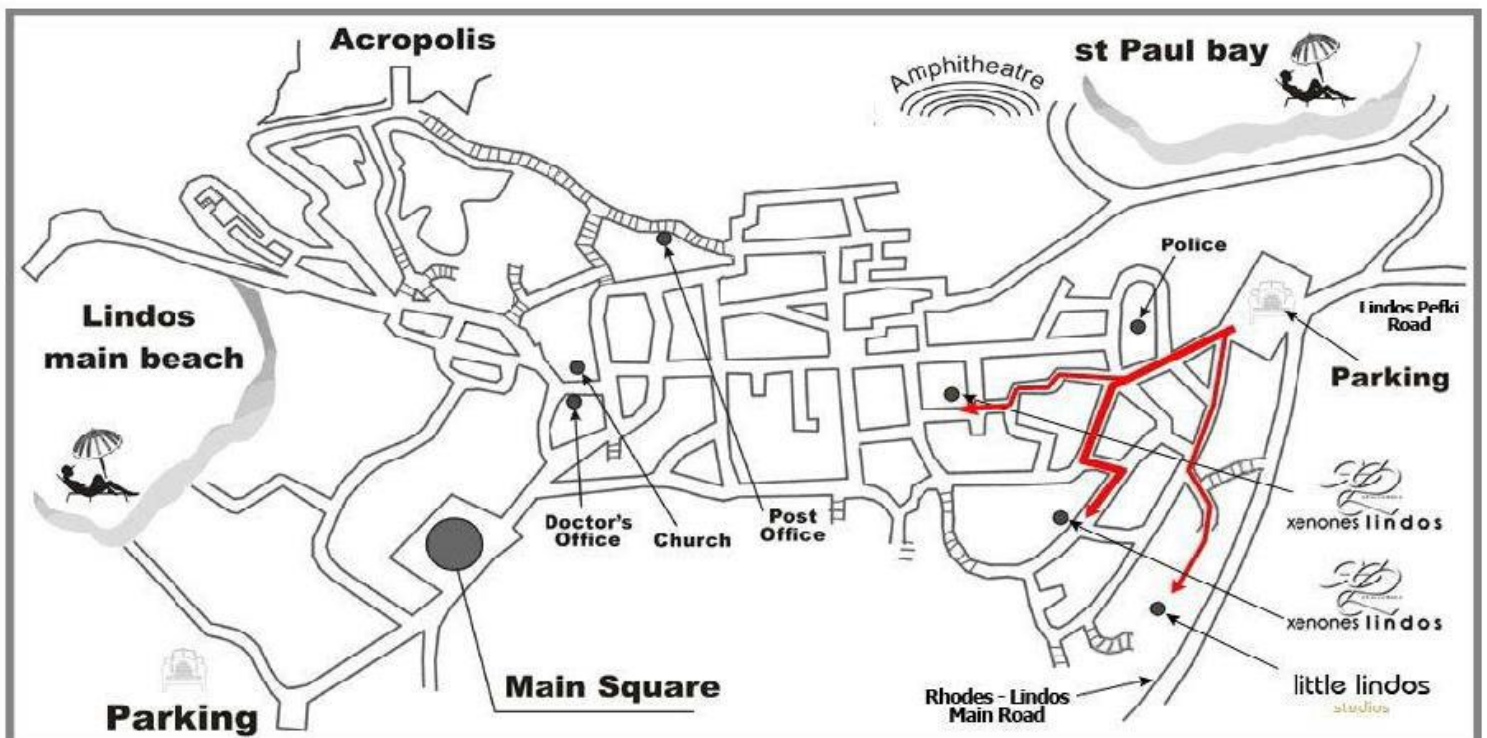 Acropolis
Amphitheatre
st Paul bay
Police
Lindos
main beach
Lindos Pefki
Road
Parking
Doctor's
Office
Church
Post
Office
xenones lindos
xenones lindos
Main Square
Parking
Rhodes - Lindos
Main Road
little lindos
studios